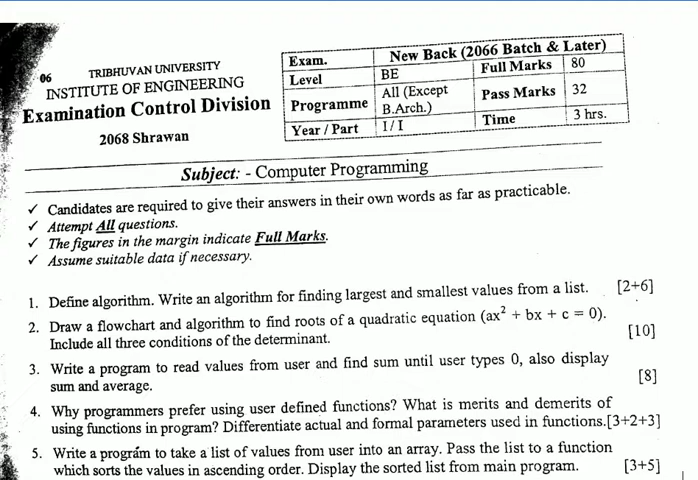 06
TRIBHUVAN UNIVERSITY
INSTITUTE OF ENGINEERING
Examination Control Division
2068 Shrawan
Exam. New Back (2066 Batch & Later)
Level BE Full Marks 80
Programme All (Except B.Arch.) Pass Marks 32
Year / Part I / I Time 3 hrs.
Subject: - Computer Programming
✓ Candidates are required to give their answers in their own words as far as practicable.
✓ Attempt All questions.
✓ The figures in the margin indicate Full Marks.
✓ Assume suitable data if necessary.
1. Define algorithm. Write an algorithm for finding largest and smallest values from a list. [2+6]
2. Draw a flowchart and algorithm to find roots of a quadratic equation (ax² + bx + c = 0).
Include all three conditions of the determinant. [10]
3. Write a program to read values from user and find sum until user types 0, also display
sum and average. [8]
4. Why programmers prefer using user defined functions? What is merits and demerits of
using functions in program? Differentiate actual and formal parameters used in functions.[3+2+3]
5. Write a program to take a list of values from user into an array. Pass the list to a function
which sorts the values in ascending order. Display the sorted list from main program. [3+5]